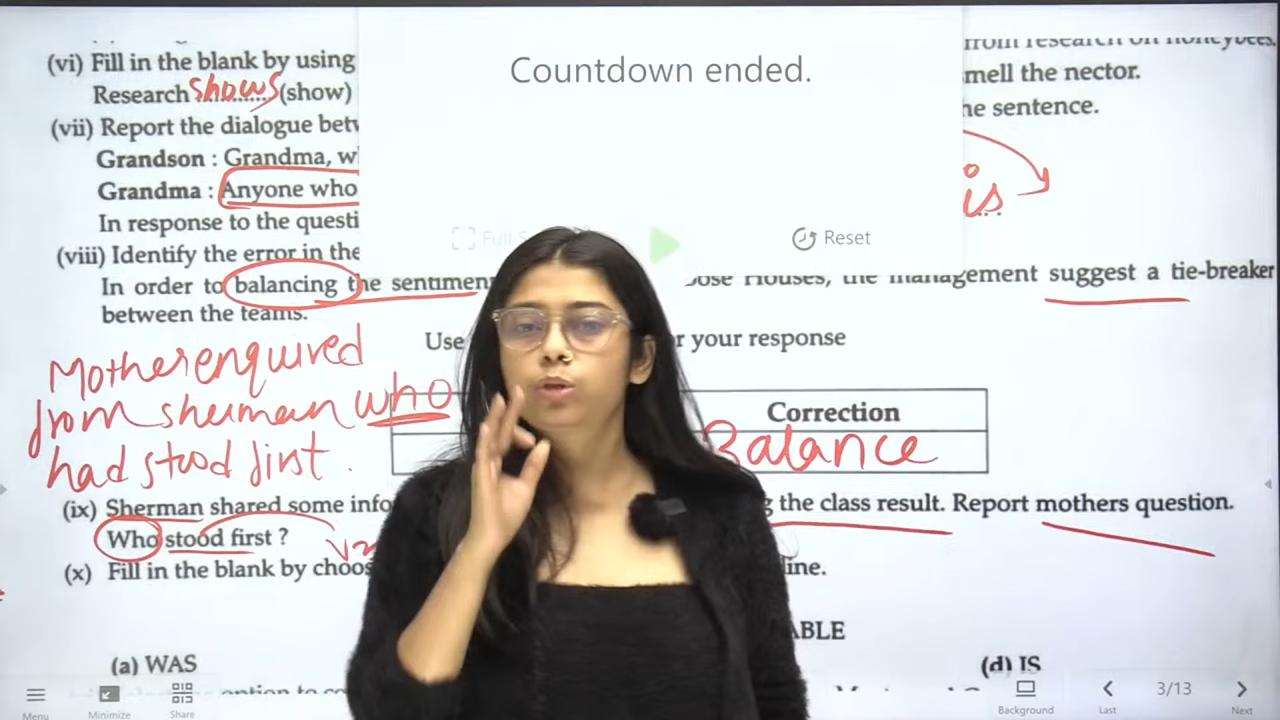 Countdown ended.
Full
Reset
(vi) Fill in the blank by using
from research on honeybees,
Research shows (show)
smell the nector.
(vii) Report the dialogue betw
the sentence.
Grandson : Grandma, w
Grandma : Anyone who
is
In response to the questi
(viii) Identify the error in the
In order to balancing the sentiment ose Houses, the management suggest a tie-breaker
between the teams.
Use r your response
Mother enquired
from sherman who
had stood first.
Correction
Balance
(ix) Sherman shared some info g the class result. Report mothers question.
Who stood first ?
(x) Fill in the blank by choos line.
ABLE
(a) WAS
(d) IS
Menu
Minimize
Share
Background
Last
3/13
Next